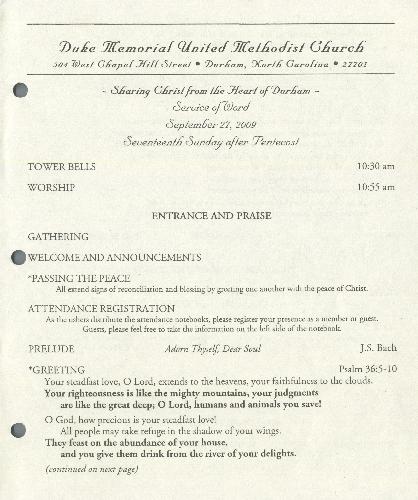 Duke Memorial United Methodist Church
504 West Chapel Hill Street • Durham, North Carolina • 27701
~ Sharing Christ from the Heart of Durham ~
Service of Word
September 27, 2009
Seventeenth Sunday after Pentecost
TOWER BELLS 10:30 am
WORSHIP 10:55 am
ENTRANCE AND PRAISE
GATHERING
WELCOME AND ANNOUNCEMENTS
*PASSING THE PEACE
All extend signs of reconciliation and blessing by greeting one another with the peace of Christ.
ATTENDANCE REGISTRATION
As the ushers distribute the attendance notebooks, please register your presence as a member or guest.
Guests, please feel free to take the information on the left side of the notebook.
PRELUDE Adorn Thyself, Dear Soul J.S. Bach
*GREETING Psalm 36:5-10
Your steadfast love, O Lord, extends to the heavens, your faithfulness to the clouds.
Your righteousness is like the mighty mountains, your judgments
are like the great deep; O Lord, humans and animals you save!
O God, how precious is your steadfast love!
All people may take refuge in the shadow of your wings.
They feast on the abundance of your house,
and you give them drink from the river of your delights.
(continued on next page)